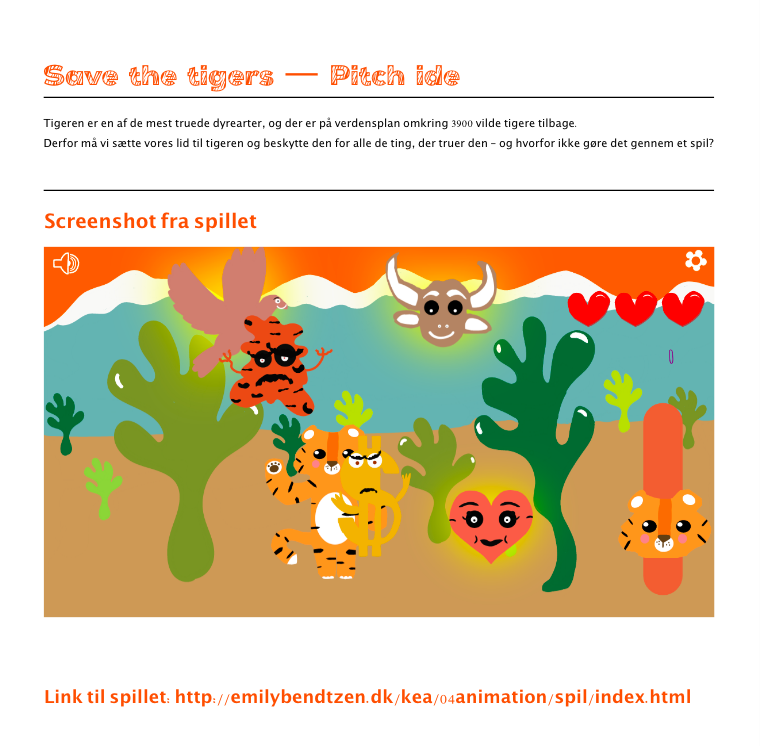 Save the tigers — Pitch ide
Tigeren er en af de mest truede dyrearter, og der er på verdensplan omkring 3900 vilde tigere tilbage.
Derfor må vi sætte vores lid til tigeren og beskytte den for alle de ting, der truer den – og hvorfor ikke gøre det gennem et spil?
Screenshot fra spillet
Link til spillet: http://emilybendtzen.dk/kea/04animation/spil/index.html